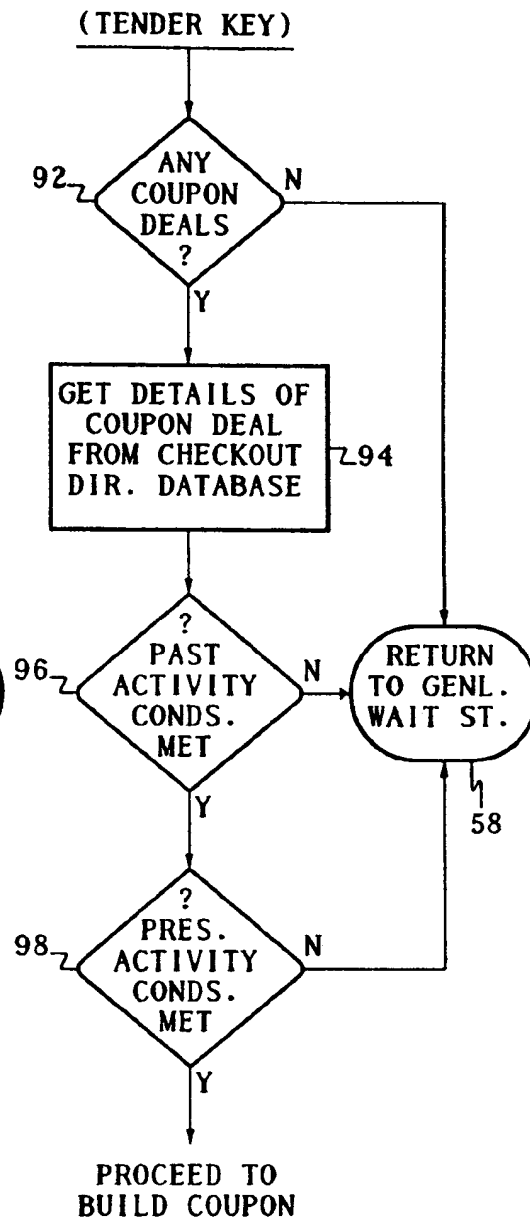 (TENDER KEY)
92
ANY
COUPON
DEALS
?
N
Y
GET DETAILS OF
COUPON DEAL
FROM CHECKOUT
DIR. DATABASE
94
96
?
PAST
ACTIVITY
CONDS.
MET
N
RETURN
TO GENL.
WAIT ST.
58
Y
98
?
PRES.
ACTIVITY
CONDS.
MET
N
Y
PROCEED TO
BUILD COUPON